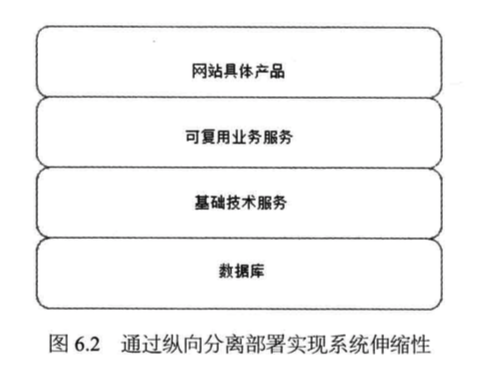 网站具体产品
可复用业务服务
基础技术服务
数据库
图 6.2 通过纵向分离部署实现系统伸缩性